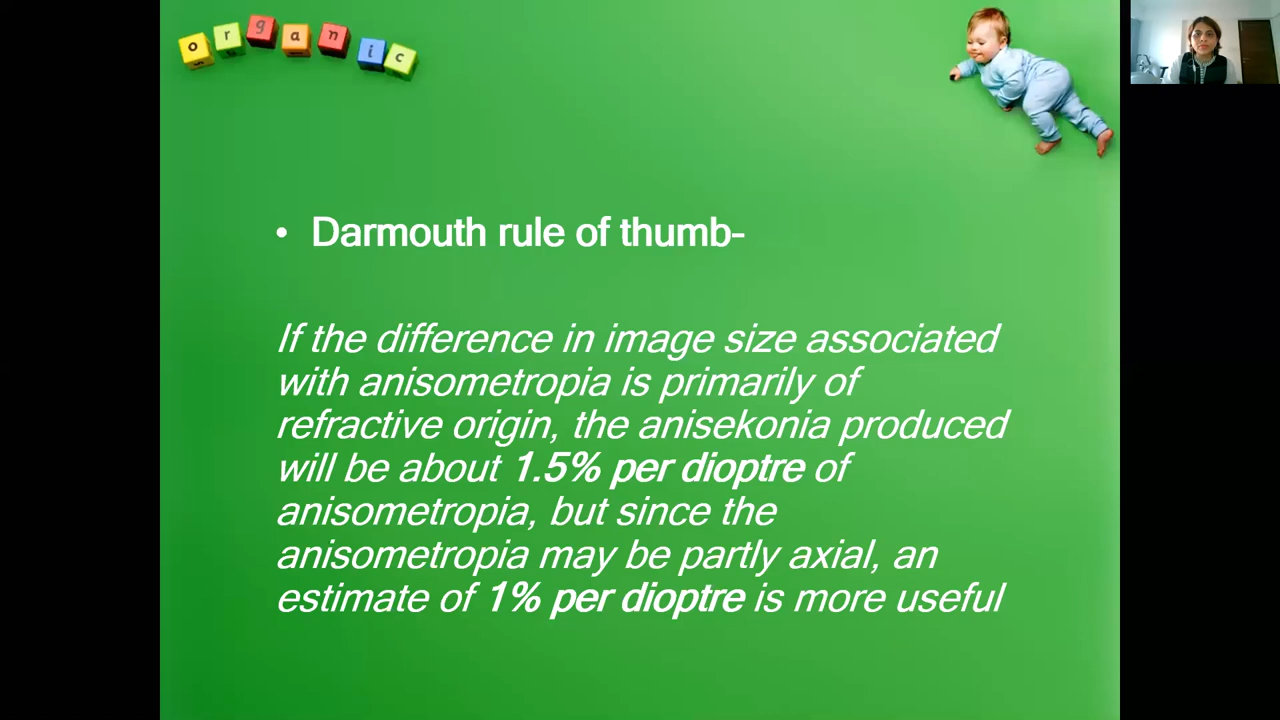 organic
• Darmouth rule of thumb-
If the difference in image size associated
with anisometropia is primarily of
refractive origin, the anisekonia produced
will be about 1.5% per dioptre of
anisometropia, but since the
anisometropia may be partly axial, an
estimate of 1% per dioptre is more useful